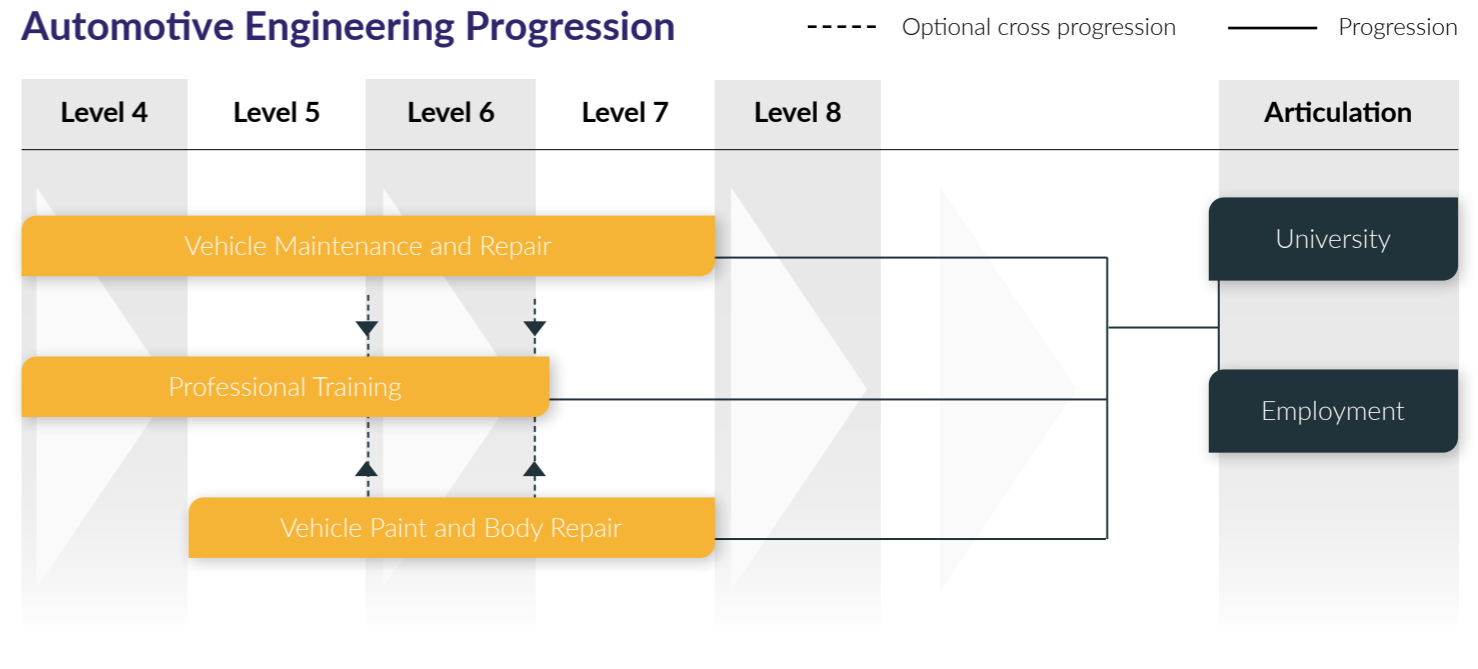 Automotive Engineering Progression
Optional cross progression
Progression
Level 4
Level 5
Level 6
Level 7
Level 8
Articulation
Vehicle Maintenance and Repair
University
Professional Training
Employment
Vehicle Paint and Body Repair